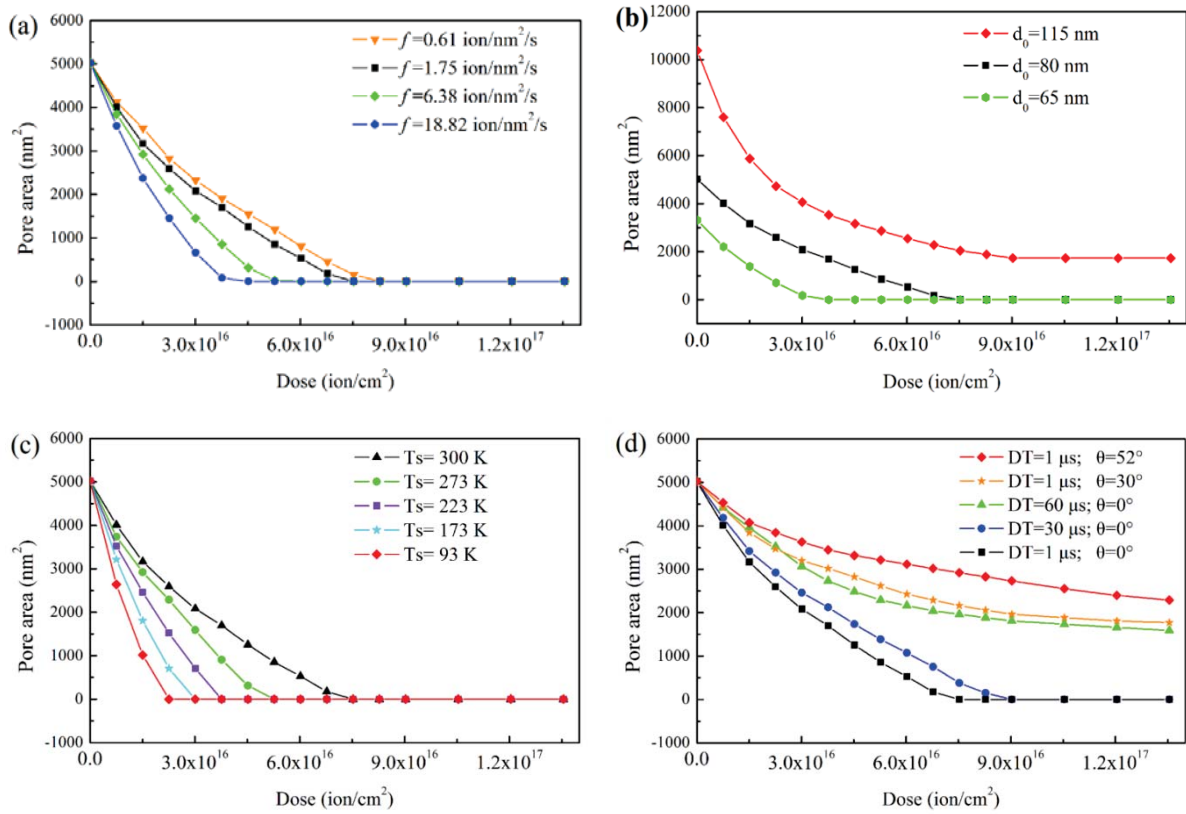 (a)
6000
5000
4000
3000
2000
1000
0
-1000
Pore area (nm²)
f=0.61 ion/nm²/s
f=1.75 ion/nm²/s
f=6.38 ion/nm²/s
f=18.82 ion/nm²/s
0.0 3.0x10¹⁶ 6.0x10¹⁶ 9.0x10¹⁶ 1.2x10¹⁷
Dose (ion/cm²)
(b)
12000
10000
8000
6000
4000
2000
0
Pore area (nm²)
d₀=115 nm
d₀=80 nm
d₀=65 nm
0.0 3.0x10¹⁶ 6.0x10¹⁶ 9.0x10¹⁶ 1.2x10¹⁷
Dose (ion/cm²)
(c)
6000
5000
4000
3000
2000
1000
0
-1000
Pore area (nm²)
Ts= 300 K
Ts= 273 K
Ts= 223 K
Ts= 173 K
Ts= 93 K
0.0 3.0x10¹⁶ 6.0x10¹⁶ 9.0x10¹⁶ 1.2x10¹⁷
Dose (ion/cm²)
(d)
6000
5000
4000
3000
2000
1000
0
-1000
Pore area (nm²)
DT=1 μs; θ=52°
DT=1 μs; θ=30°
DT=60 μs; θ=0°
DT=30 μs; θ=0°
DT=1 μs; θ=0°
0.0 3.0x10¹⁶ 6.0x10¹⁶ 9.0x10¹⁶ 1.2x10¹⁷
Dose (ion/cm²)